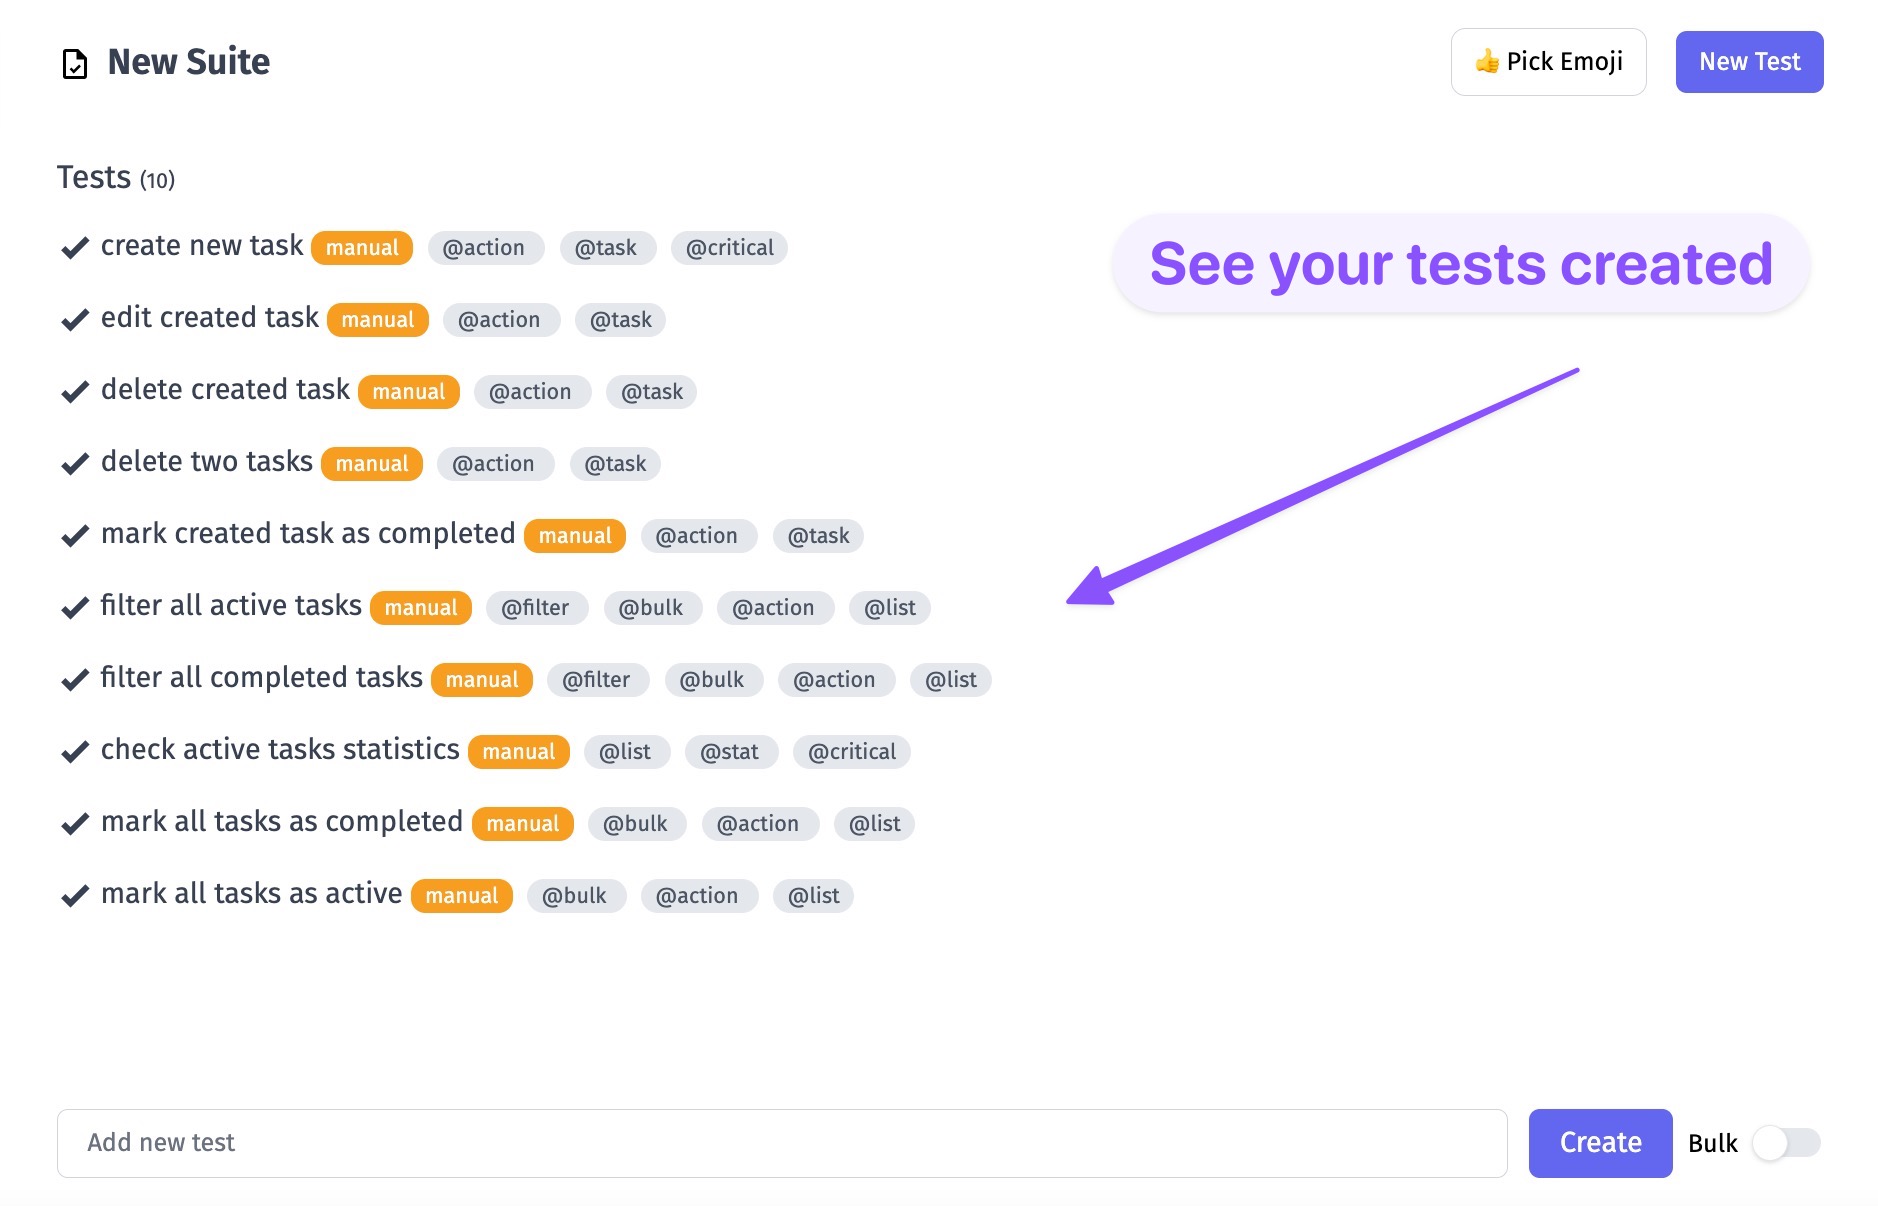 New Suite
👍 Pick Emoji
New Test
Tests (10)
create new task manual @action @task @critical
See your tests created
edit created task manual @action @task
delete created task manual @action @task
delete two tasks manual @action @task
mark created task as completed manual @action @task
filter all active tasks manual @filter @bulk @action @list
filter all completed tasks manual @filter @bulk @action @list
check active tasks statistics manual @list @stat @critical
mark all tasks as completed manual @bulk @action @list
mark all tasks as active manual @bulk @action @list
Add new test
Create
Bulk